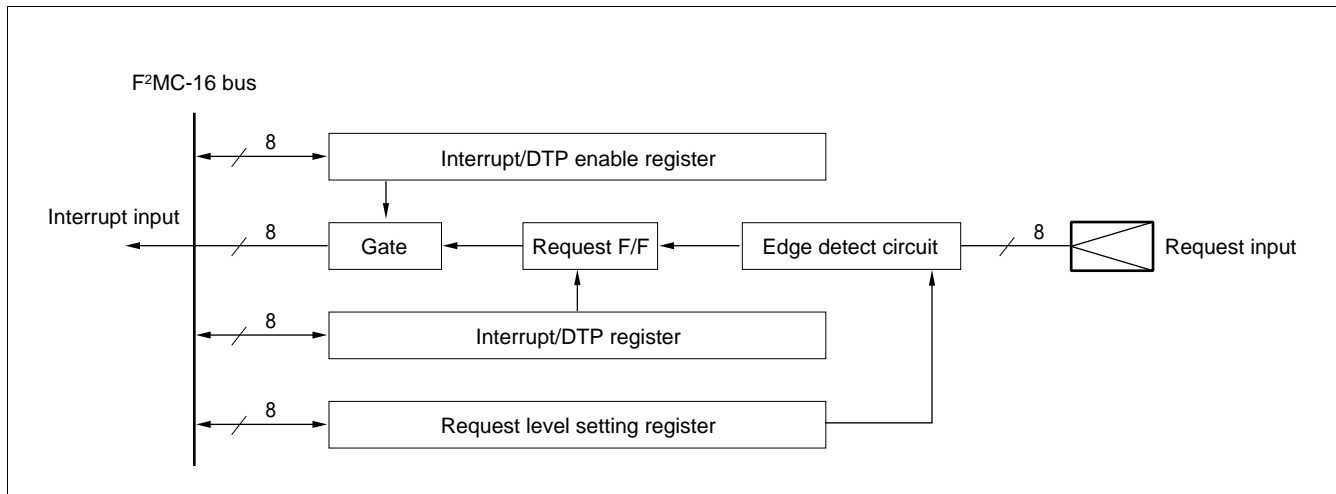 F²MC-16 bus
8
Interrupt/DTP enable register
Interrupt input
8
Gate
Request F/F
Edge detect circuit
8
Request input
8
Interrupt/DTP register
8
Request level setting register